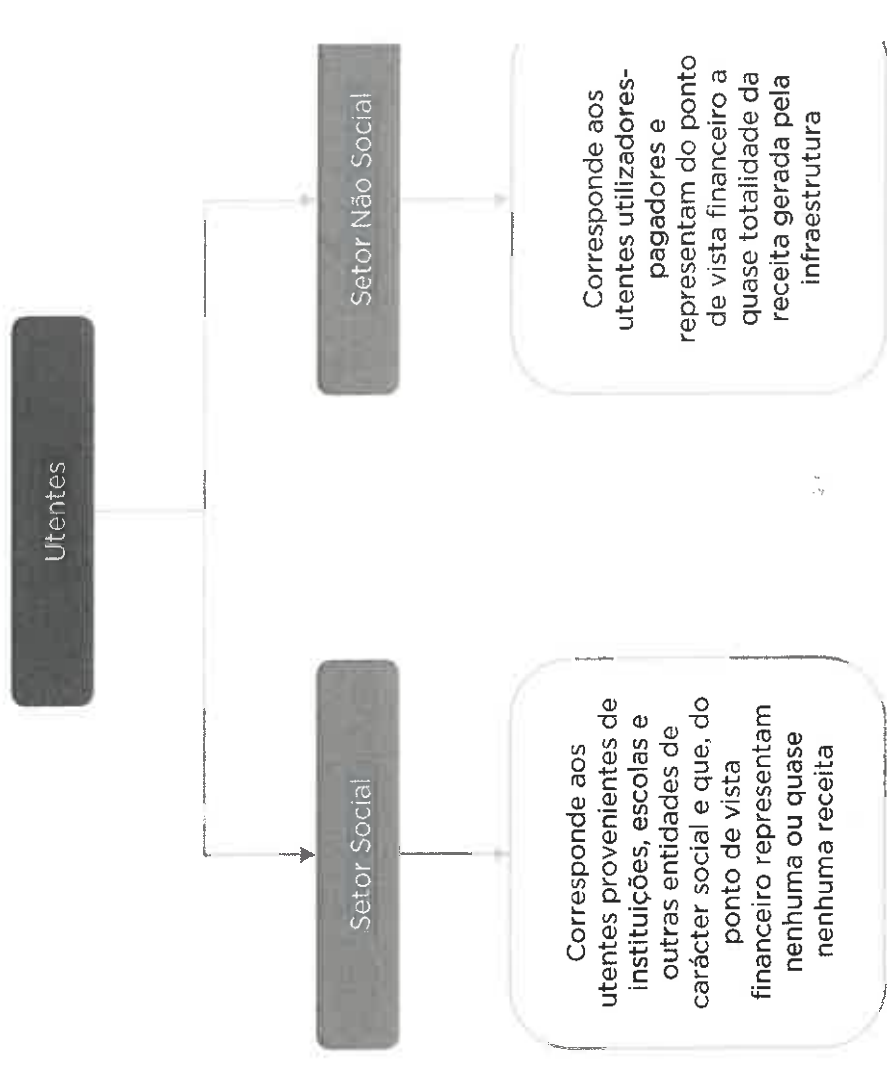 Utentes
Setor Social
Setor Não Social
Corresponde aos
utentes provenientes de
instituições, escolas e
outras entidades de
carácter social e que, do
ponto de vista
financeiro representam
nenhuma ou quase
nenhuma receita
Corresponde aos
utentes utilizadores-
pagadores e
representam do ponto
de vista financeiro a
quase totalidade da
receita gerada pela
infraestrutura